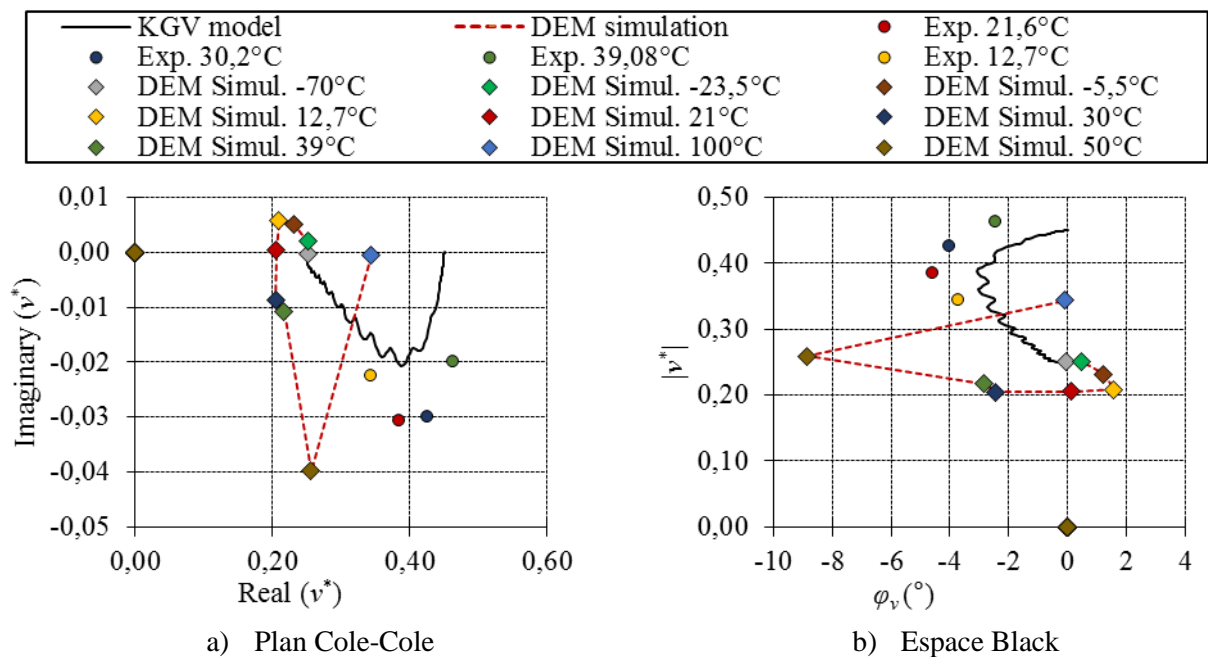 KGV model DEM simulation Exp. 21,6°C
Exp. 30,2°C Exp. 39,08°C Exp. 12,7°C
DEM Simul. -70°C DEM Simul. -23,5°C DEM Simul. -5,5°C
DEM Simul. 12,7°C DEM Simul. 21°C DEM Simul. 30°C
DEM Simul. 39°C DEM Simul. 100°C DEM Simul. 50°C
Imaginary (ν*)
0,01
0,00
-0,01
-0,02
-0,03
-0,04
-0,05
0,00 0,20 0,40 0,60
Real (ν*)
a) Plan Cole-Cole
|ν*|
0,50
0,40
0,30
0,20
0,10
0,00
-10 -8 -6 -4 -2 0 2 4
φν (°)
b) Espace Black